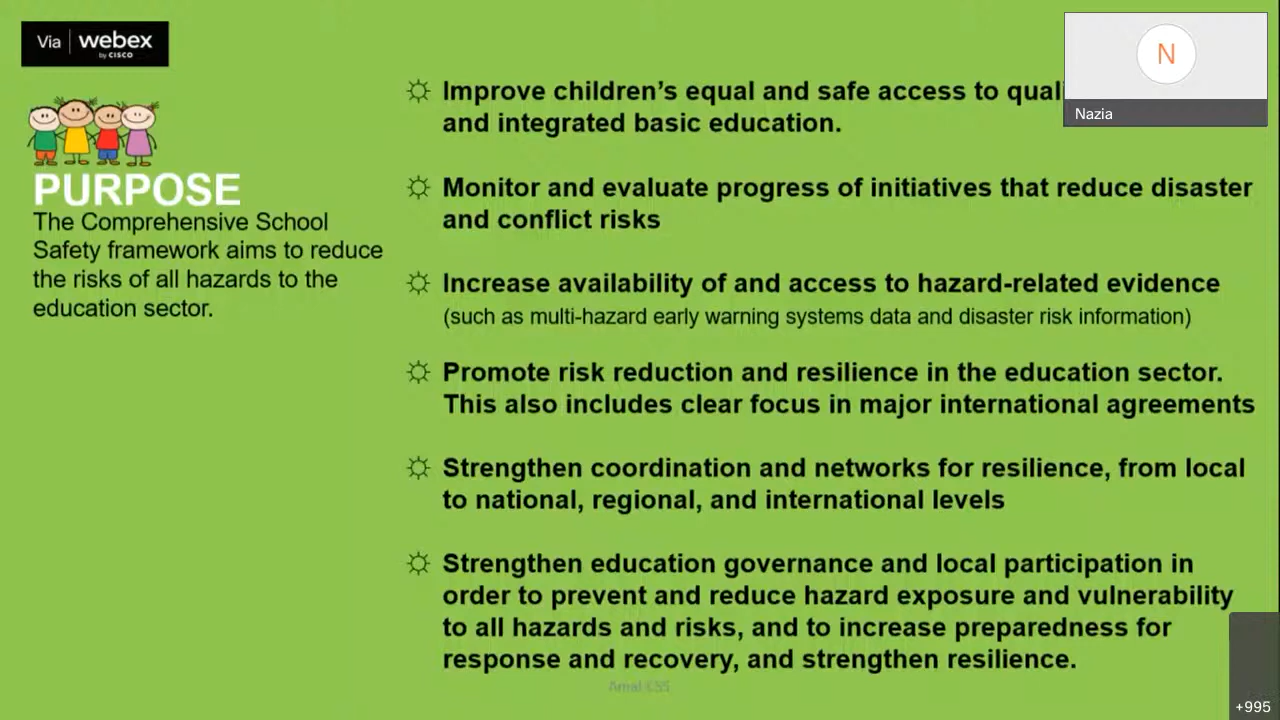 Via webex
by CISCO
N
Nazia
PURPOSE
The Comprehensive School
Safety framework aims to reduce
the risks of all hazards to the
education sector.
Improve children's equal and safe access to
and integrated basic education.
Monitor and evaluate progress of initiatives that reduce disaster
and conflict risks
Increase availability of and access to hazard-related evidence
(such as multi-hazard early warning systems data and disaster risk information)
Promote risk reduction and resilience in the education sector.
This also includes clear focus in major international agreements
Strengthen coordination and networks for resilience, from local
to national, regional, and international levels
Strengthen education governance and local participation in
order to prevent and reduce hazard exposure and vulnerability
to all hazards and risks, and to increase preparedness for
response and recovery, and strengthen resilience.
+995